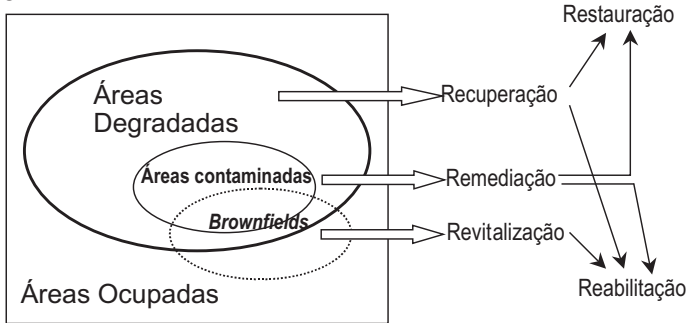 Restauração
Áreas
Degradadas
Recuperação
Áreas contaminadas
Remediação
Brownfields
Revitalização
Áreas Ocupadas
Reabilitação